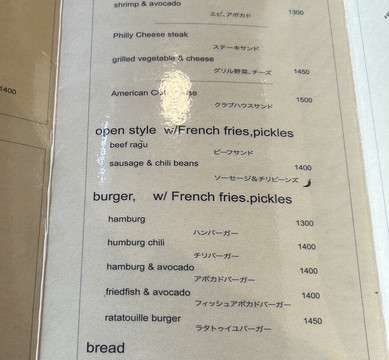 shrimp & avocado
エビ、アボカド 1300
Philly Cheese steak
ステーキサンド
grilled vegetable & cheese
グリル野菜、チーズ 1450
American
クラブハウスサンド 1500
open style w/French fries,pickles
beef ragu
ビーフサンド
sausage & chili beans 1400
ソーセージ&チリビーンズ
burger, w/ French fries.pickles
hamburg 1300
ハンバーガー
humburg chili 1400
チリバーガー
hamburg & avocado 1400
アボカドバーガー
friedfish & avocado 1400
フィッシュアボカドバーガー
ratatouille burger 1450
ラタトゥイユバーガー
bread
1400